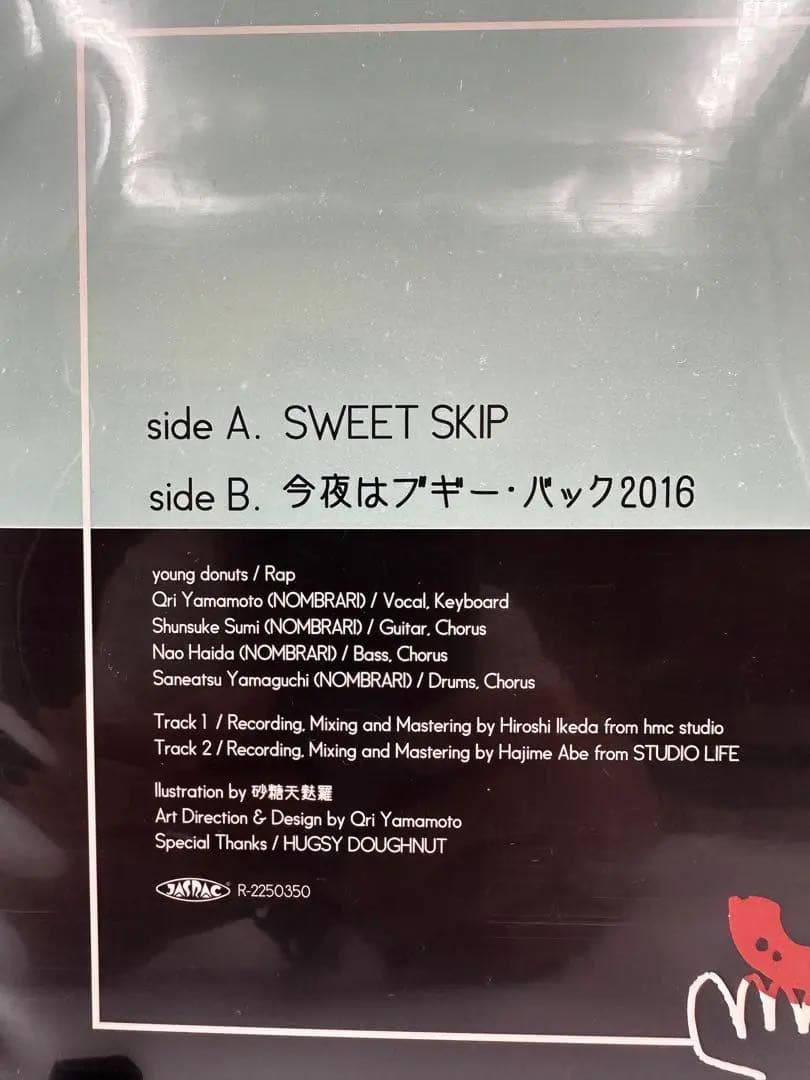 side A. SWEET SKIP
side B. 今夜はブギー・バック2016
young donuts / Rap
Qri Yamamoto (NOMBRARI) / Vocal, Keyboard
Shunsuke Sumi (NOMBRARI) / Guitar, Chorus
Nao Haida (NOMBRARI) / Bass, Chorus
Saneatsu Yamaguchi (NOMBRARI) / Drums, Chorus
Track 1 / Recording, Mixing and Mastering by Hiroshi Ikeda from hmc studio
Track 2 / Recording, Mixing and Mastering by Hajime Abe from STUDIO LIFE
llustration by 砂糖天麩羅
Art Direction & Design by Qri Yamamoto
Special Thanks / HUGSY DOUGHNUT
JASRAC® R-2250350